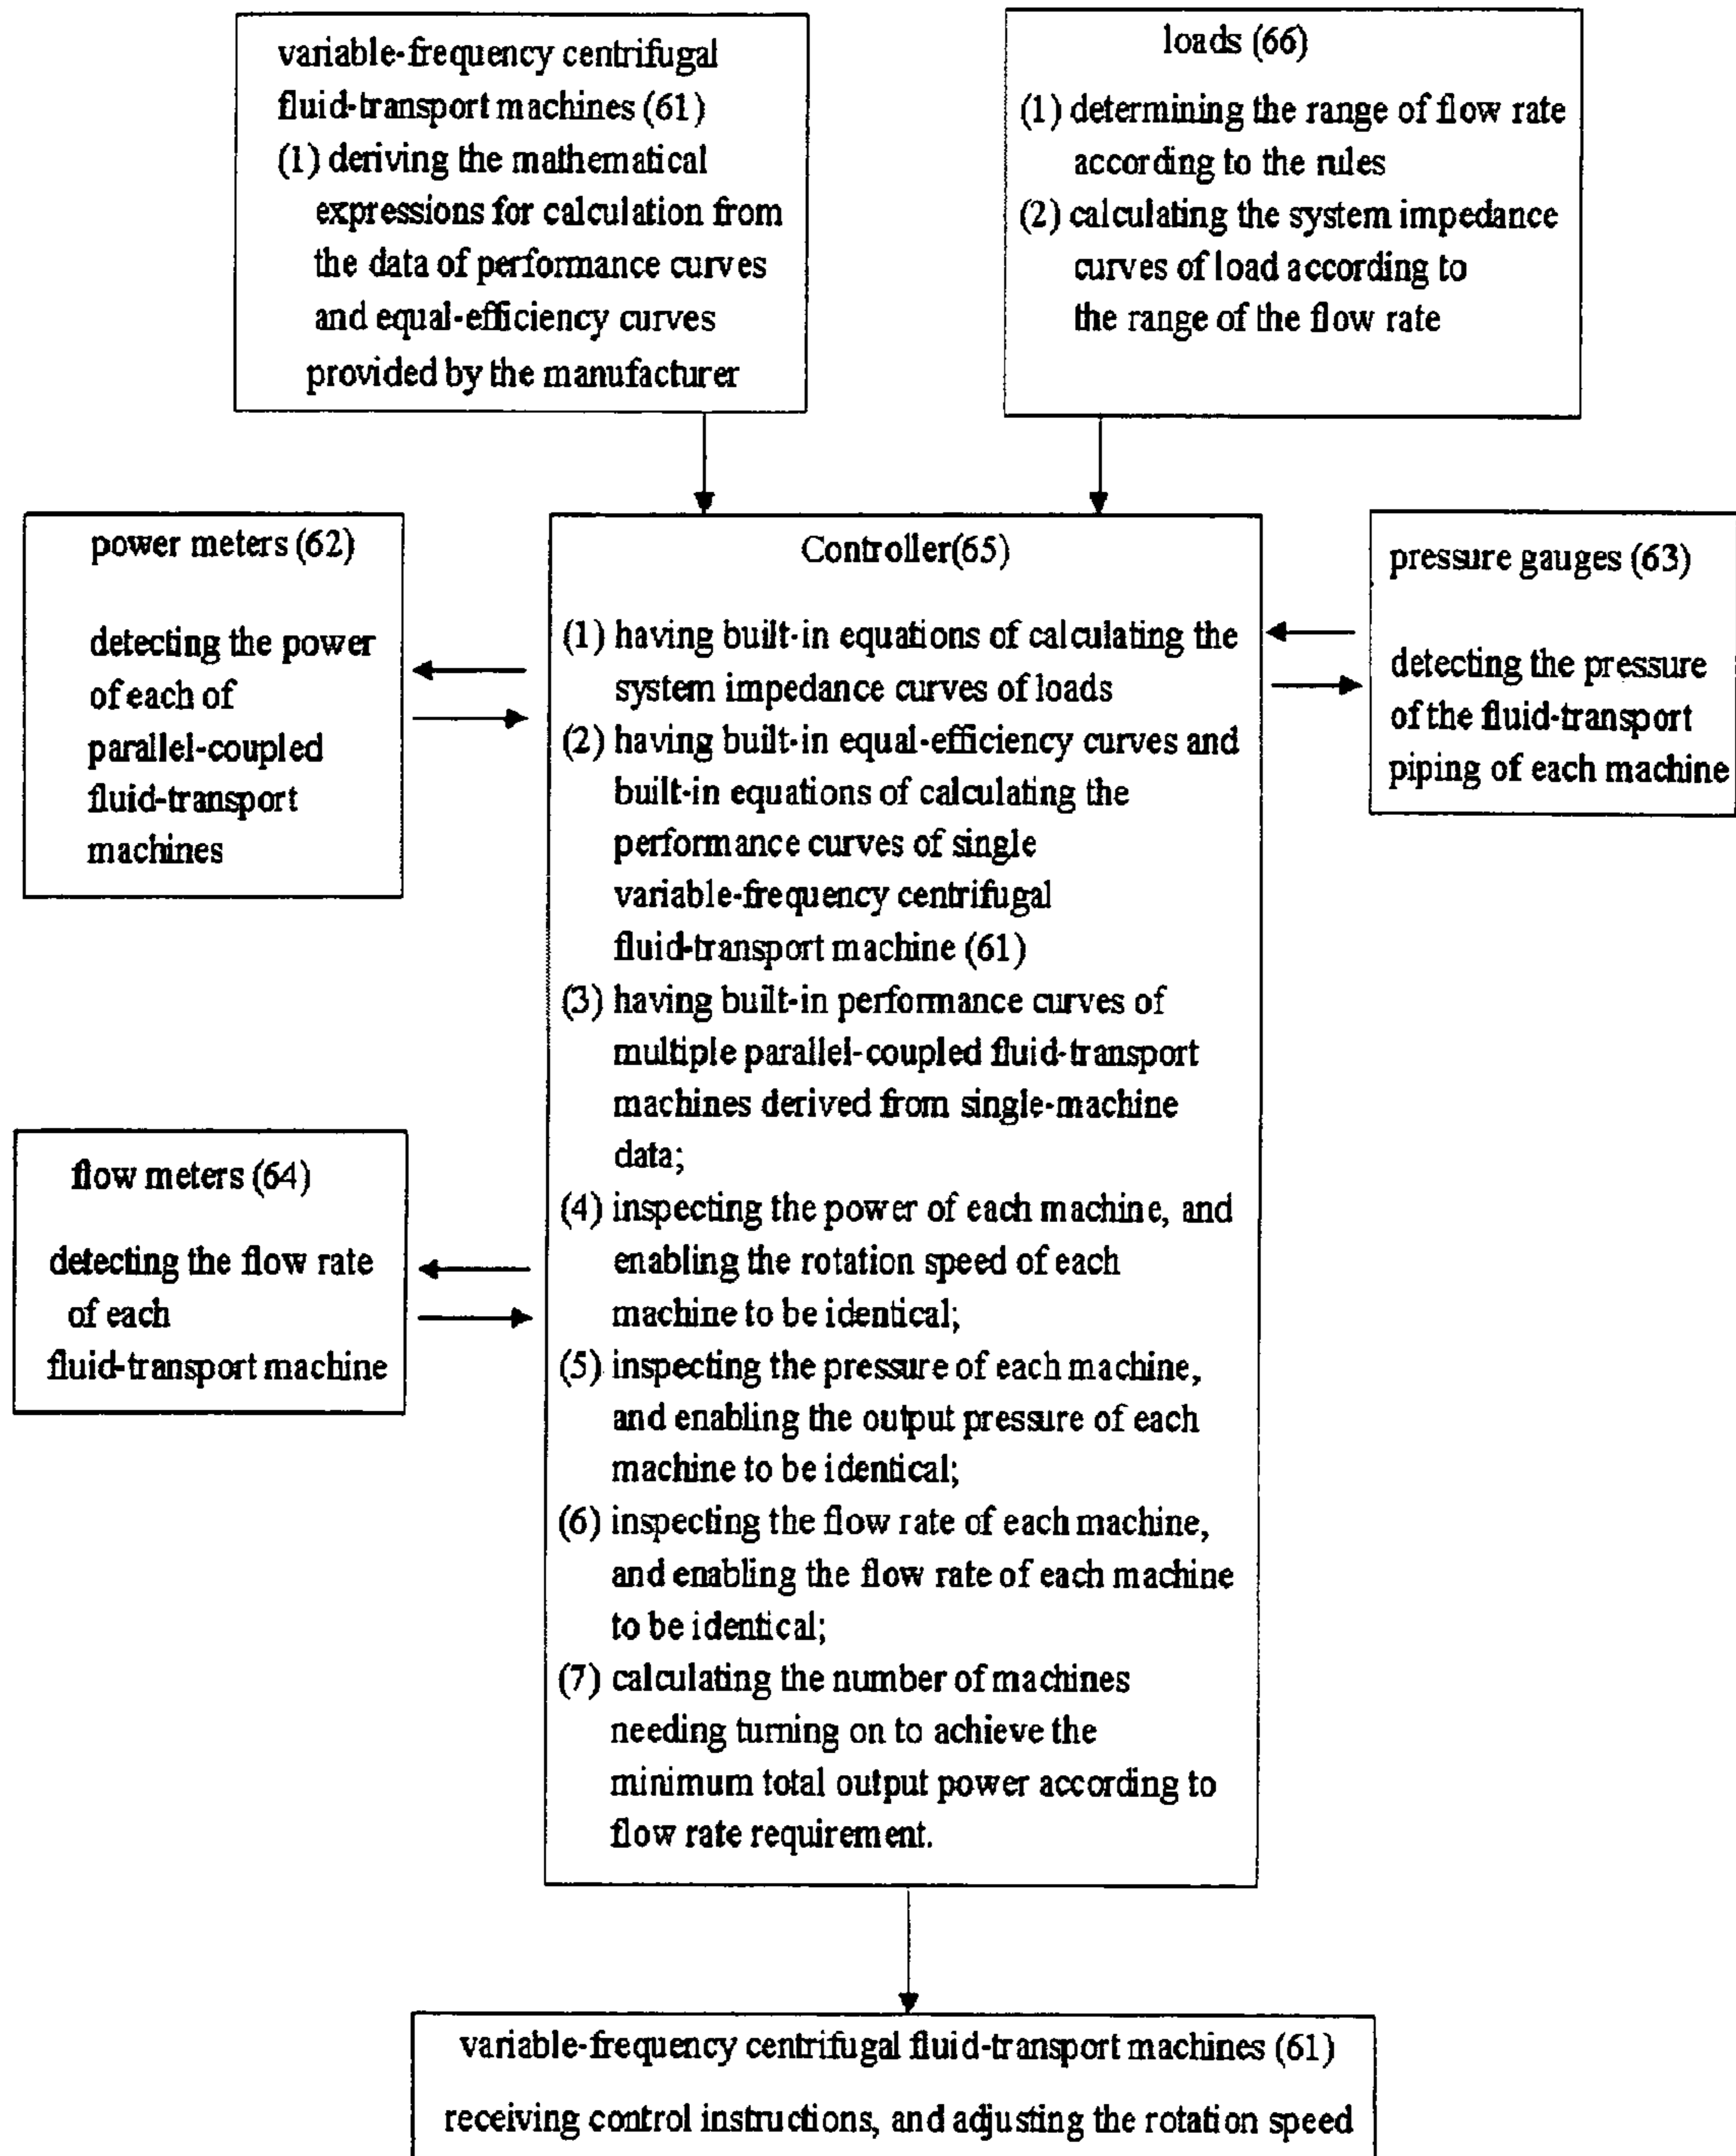 variable-frequency centrifugal
fluid-transport machines (61)
(1) deriving the mathematical
expressions for calculation from
the data of performance curves
and equal-efficiency curves
provided by the manufacturer
loads (66)
(1) determining the range of flow rate
according to the rules
(2) calculating the system impedance
curves of load according to
the range of the flow rate
power meters (62)
detecting the power
of each of
parallel-coupled
fluid-transport
machines
Controller(65)
(1) having built-in equations of calculating the
system impedance curves of loads
(2) having built-in equal-efficiency curves and
built-in equations of calculating the
performance curves of single
variable-frequency centrifugal
fluid-transport machine (61)
(3) having built-in performance curves of
multiple parallel-coupled fluid-transport
machines derived from single-machine
data;
(4) inspecting the power of each machine, and
enabling the rotation speed of each
machine to be identical;
(5) inspecting the pressure of each machine,
and enabling the output pressure of each
machine to be identical;
(6) inspecting the flow rate of each machine,
and enabling the flow rate of each machine
to be identical;
(7) calculating the number of machines
needing turning on to achieve the
minimum total output power according to
flow rate requirement.
pressure gauges (63)
detecting the pressure
of the fluid-transport
piping of each machine
flow meters (64)
detecting the flow rate
of each
fluid-transport machine
variable-frequency centrifugal fluid-transport machines (61)
receiving control instructions, and adjusting the rotation speed